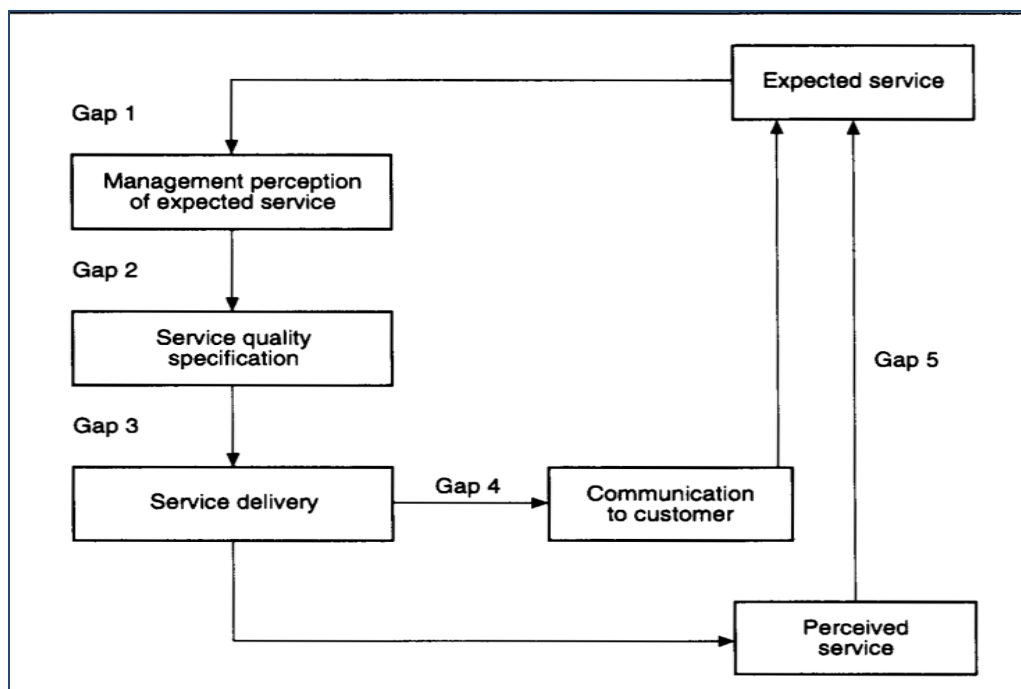 Expected service
Gap 1
Management perception
of expected service
Gap 2
Service quality
specification
Gap 5
Gap 3
Service delivery
Gap 4
Communication
to customer
Perceived
service